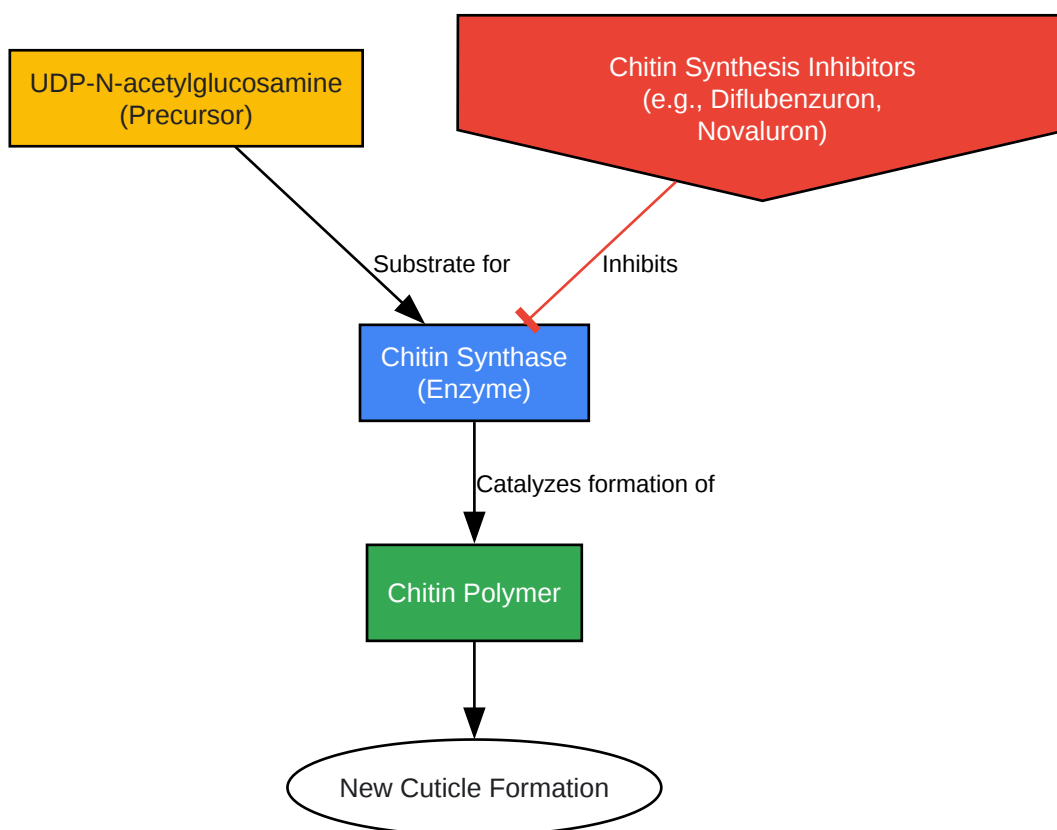 UDP-N-acetylglucosamine
(Precursor)
Chitin Synthesis Inhibitors
(e.g., Diflubenzuron,
Novaluron)
Substrate for
Inhibits
Chitin Synthase
(Enzyme)
Catalyzes formation of
Chitin Polymer
New Cuticle Formation